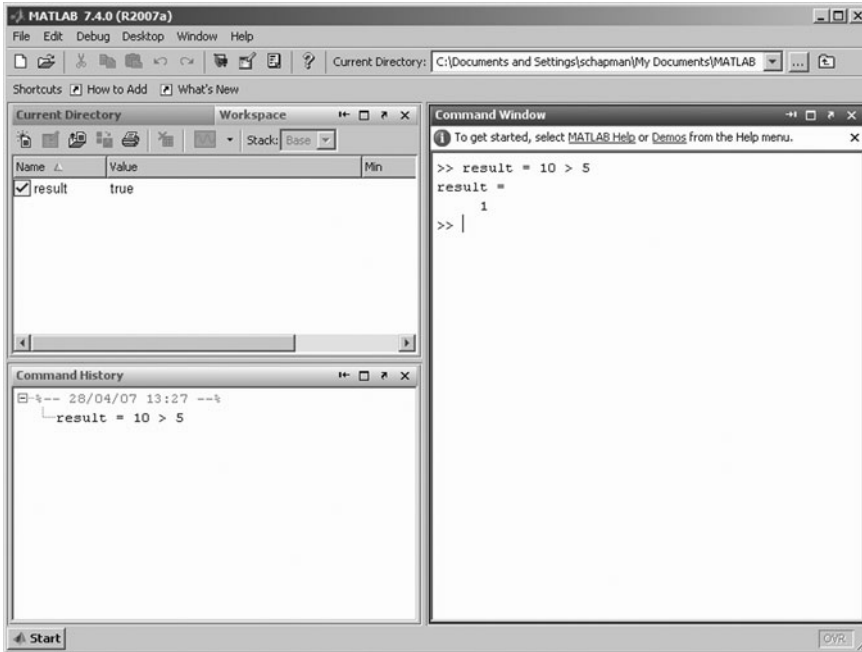 MATLAB 7.4.0 (R2007a)
File Edit Debug Desktop Window Help
Current Directory: C:\Documents and Settings\schapman\My Documents\MATLAB ...
Shortcuts How to Add What's New
Current Directory Workspace
Stack: Base
Name Value Min
result true
Command History
%-- 28/04/07 13:27 --%
result = 10 > 5
Command Window
To get started, select MATLAB Help or Demos from the Help menu.
>> result = 10 > 5
result =
1
>>
Start
OVR